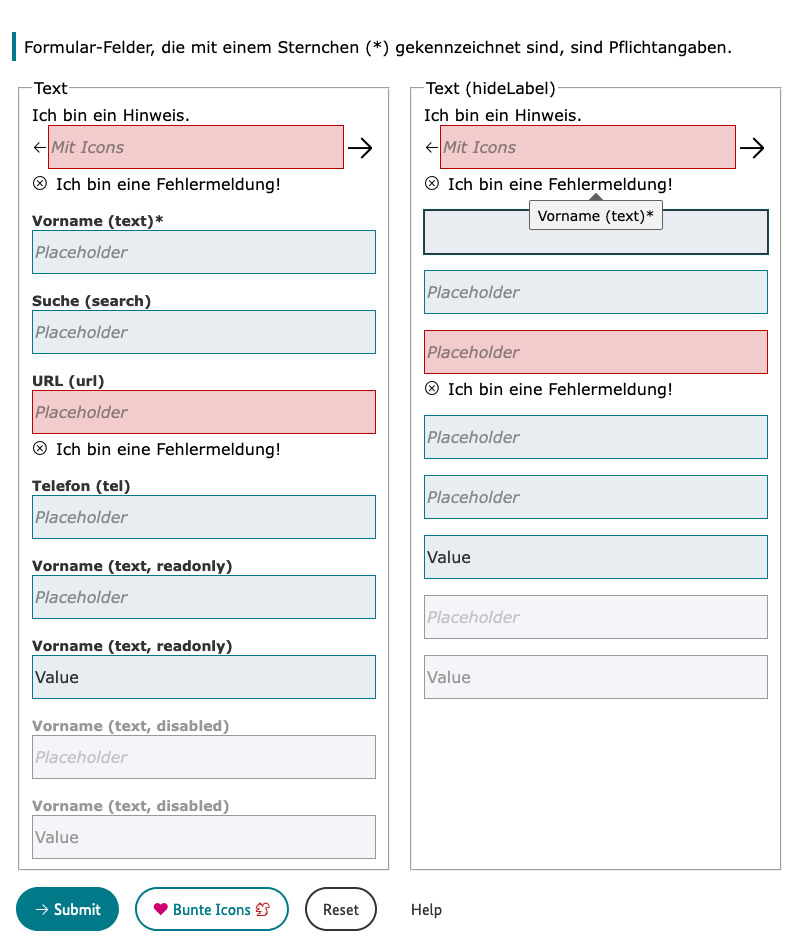 Formular-Felder, die mit einem Sternchen (*) gekennzeichnet sind, sind Pflichtangaben.
Text
Ich bin ein Hinweis.
Mit Icons
Ich bin eine Fehlermeldung!
Vorname (text)*
Placeholder
Suche (search)
Placeholder
URL (url)
Placeholder
Ich bin eine Fehlermeldung!
Telefon (tel)
Placeholder
Vorname (text, readonly)
Placeholder
Vorname (text, readonly)
Value
Vorname (text, disabled)
Placeholder
Vorname (text, disabled)
Value
Text (hideLabel)
Ich bin ein Hinweis.
Mit Icons
Ich bin eine Fehlermeldung!
Vorname (text)*
Placeholder
Placeholder
Ich bin eine Fehlermeldung!
Placeholder
Placeholder
Value
Placeholder
Value
Submit
Bunte Icons
Reset
Help